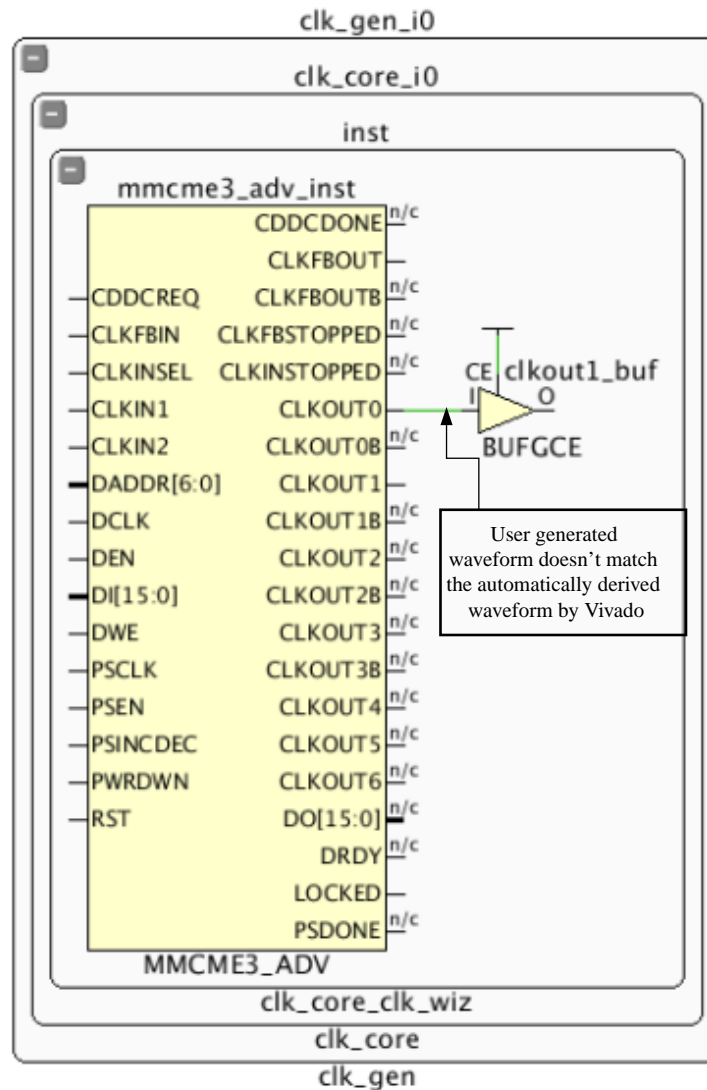 clk_gen_i0
clk_core_i0
inst
mmcme3_adv_inst
CDDCDONE n/c
CLKFBOUT
CDDCREQ CLKFBOUTB n/c
CLKFBIN CLKFBSTOPPED n/c
CLKINSEL CLKINSTOPPED n/c
CE clkout1_buf
CLKIN1 CLKOUT0 I O
CLKIN2 CLKOUT0B n/c BUFGCE
DADDR[6:0] CLKOUT1
DCLK CLKOUT1B n/c
DEN CLKOUT2 n/c
DI[15:0] CLKOUT2B n/c
DWE CLKOUT3 n/c
PSCLK CLKOUT3B n/c
PSEN CLKOUT4 n/c
PSINCDEC CLKOUT5 n/c
PWRDWN CLKOUT6 n/c
RST DO[15:0] n/c
DRDY n/c
LOCKED
PSDONE n/c
MMCME3_ADV
User generated
waveform doesn’t match
the automatically derived
waveform by Vivado
clk_core_clk_wiz
clk_core
clk_gen